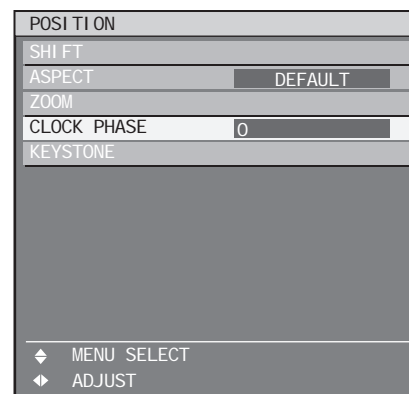 POSITION
SHIFT
ASPECT DEFAULT
ZOOM
CLOCK PHASE 0
KEYSTONE
MENU SELECT
ADJUST